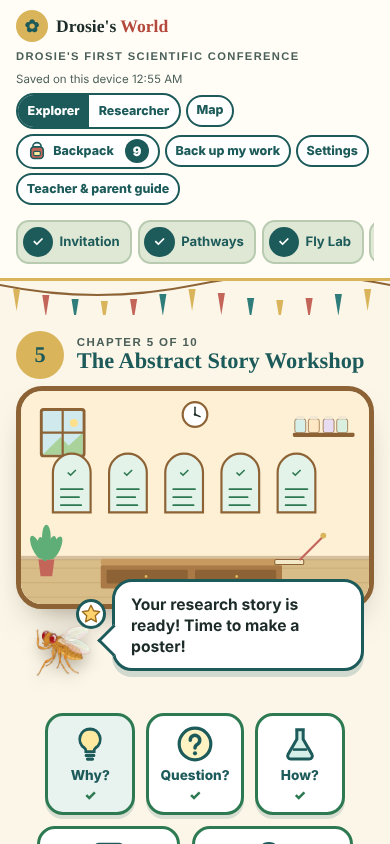 Drosie's World
DROSIE'S FIRST SCIENTIFIC CONFERENCE
Saved on this device 12:55 AM
Explorer
Researcher
Map
Backpack 9
Back up my work
Settings
Teacher & parent guide
Invitation
Pathways
Fly Lab
5
CHAPTER 5 OF 10
The Abstract Story Workshop
Your research story is
ready! Time to make a
poster!
Why?
Question?
How?